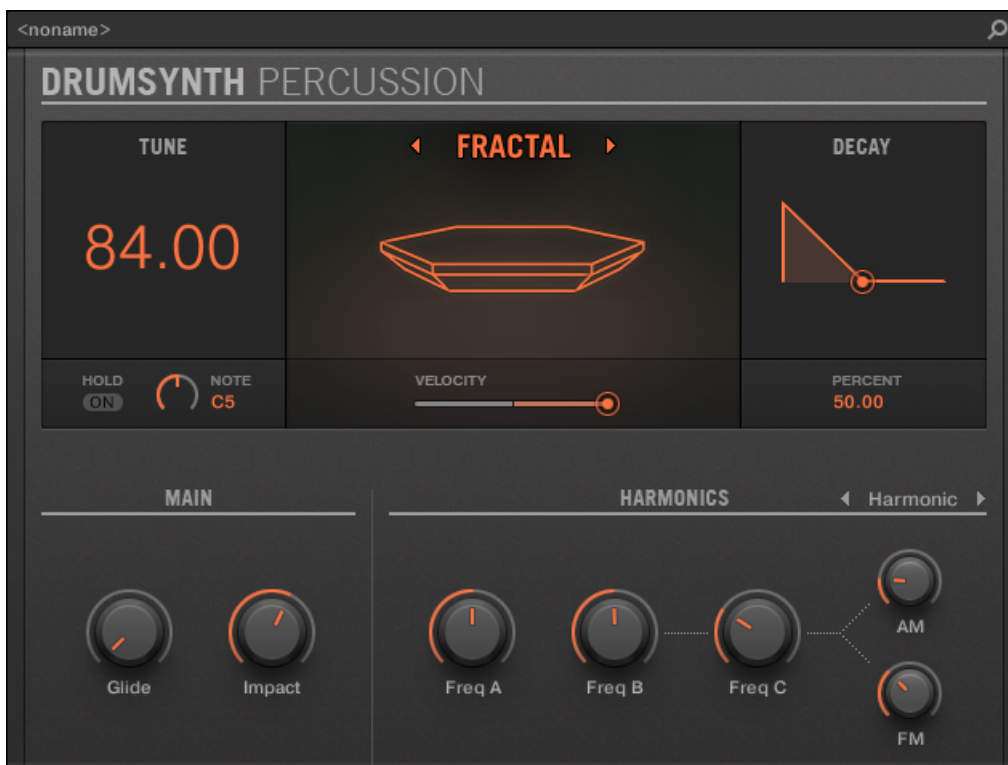 <noname>
DRUMSYNTH PERCUSSION
TUNE
FRACTAL
DECAY
84.00
HOLD
ON
NOTE
C5
VELOCITY
PERCENT
50.00
MAIN
HARMONICS
Harmonic
Glide
Impact
Freq A
Freq B
Freq C
AM
FM